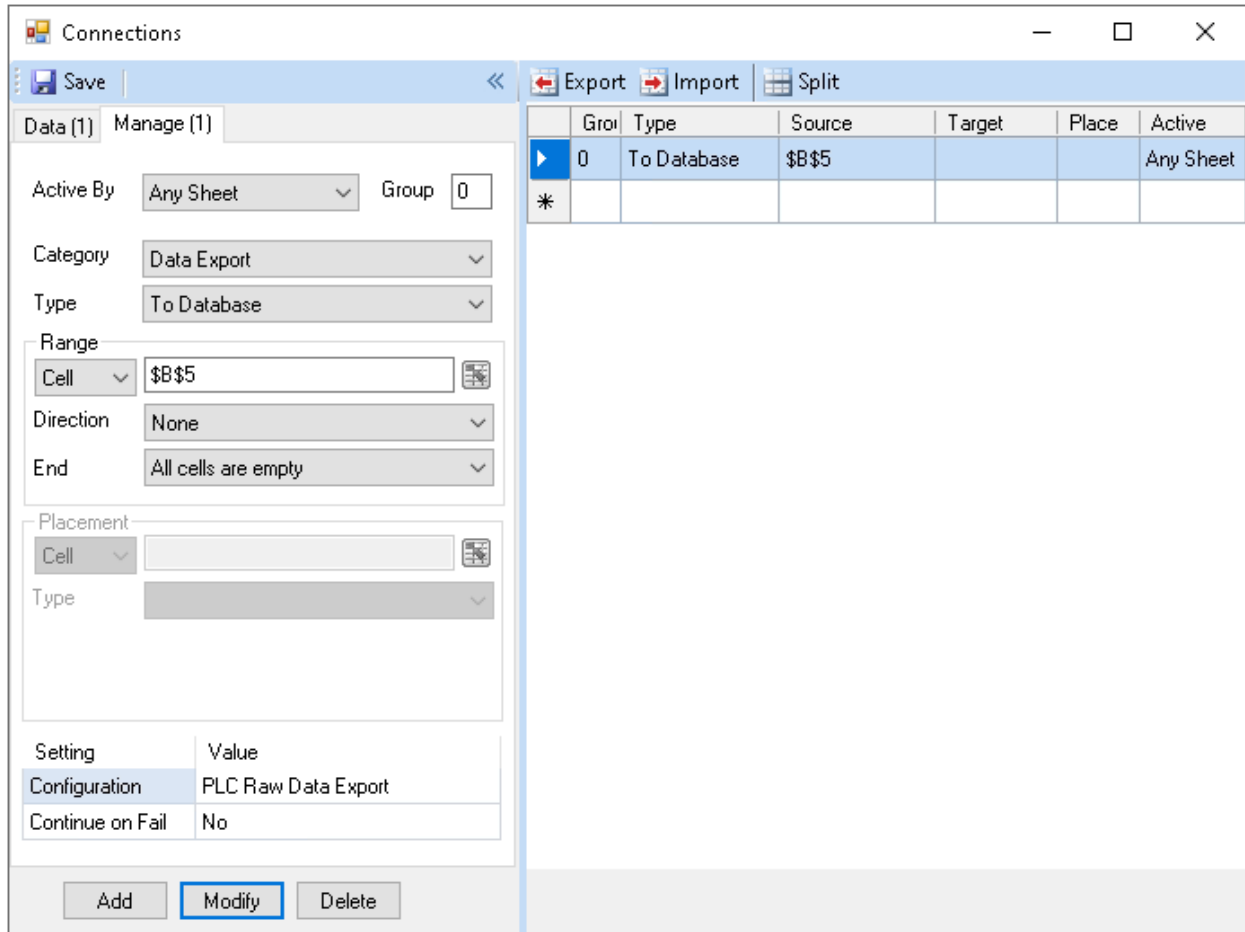 Connections
Save « Export Import Split
Data (1) Manage (1)
Grou Type Source Target Place Active
0 To Database $B$5 Any Sheet
Active By Any Sheet Group 0
Category Data Export
Type To Database
Range
Cell $B$5
Direction None
End All cells are empty
Placement
Cell
Type
Setting Value
Configuration PLC Raw Data Export
Continue on Fail No
Add Modify Delete